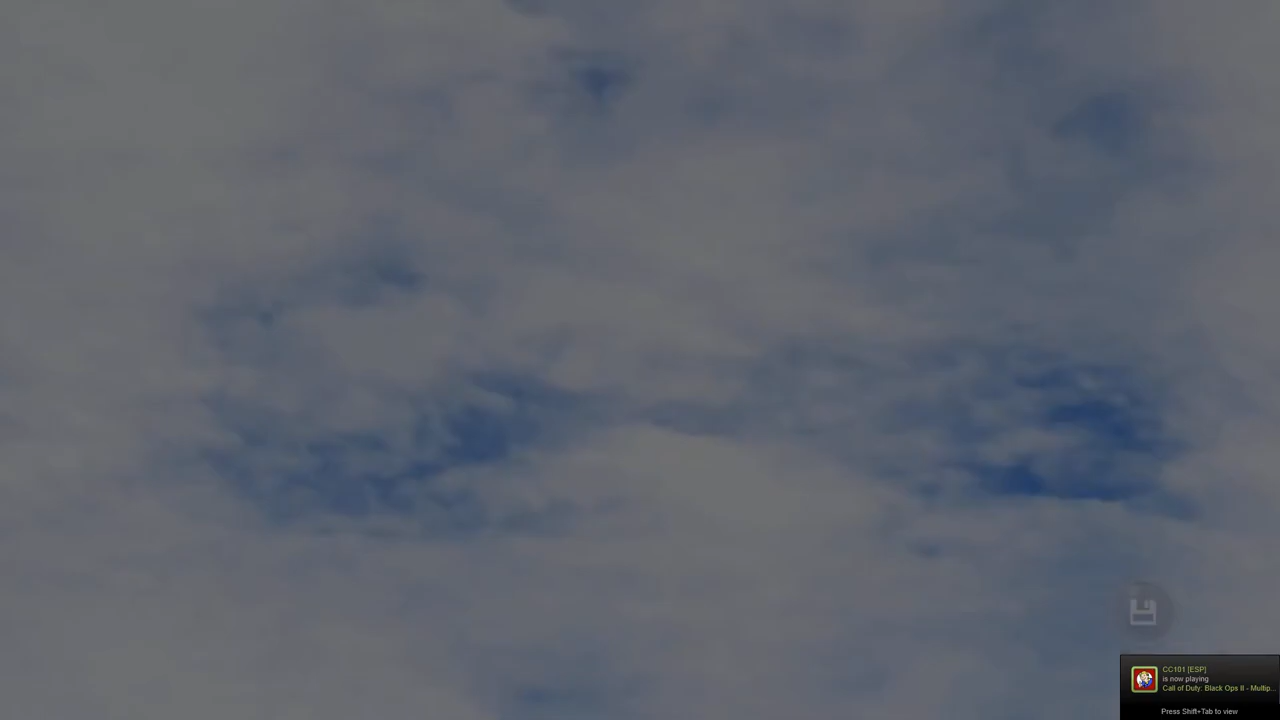 CC101 [ESP]
is now playing
Call of Duty: Black Ops II - Multip...
Press Shift+Tab to view